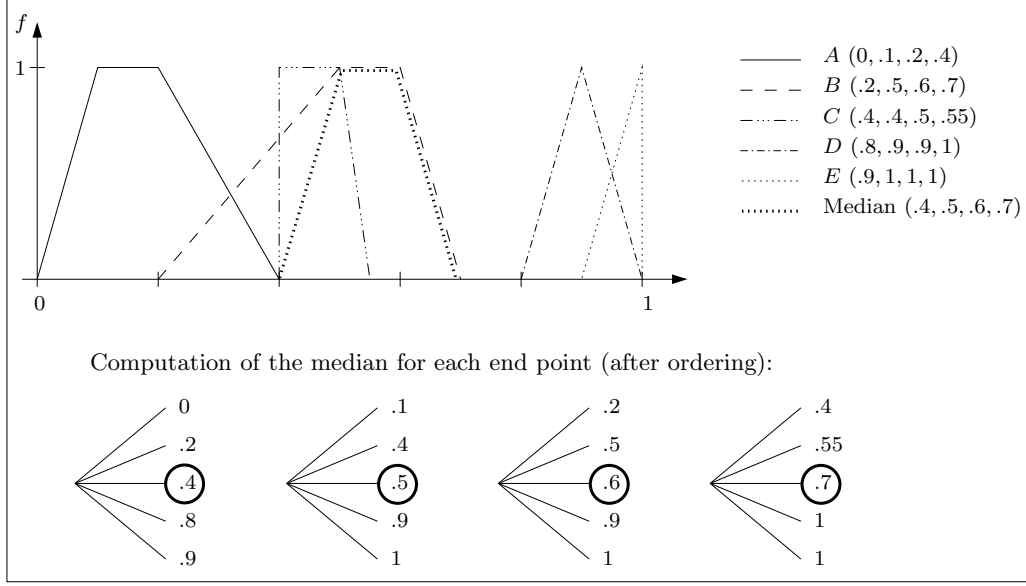 f
1
0
1
A (0, .1, .2, .4)
B (.2, .5, .6, .7)
C (.4, .4, .5, .55)
D (.8, .9, .9, 1)
E (.9, 1, 1, 1)
Median (.4, .5, .6, .7)
Computation of the median for each end point (after ordering):
0
.2
.4
.8
.9
.1
.4
.5
.9
1
.2
.5
.6
.9
1
.4
.55
.7
1
1